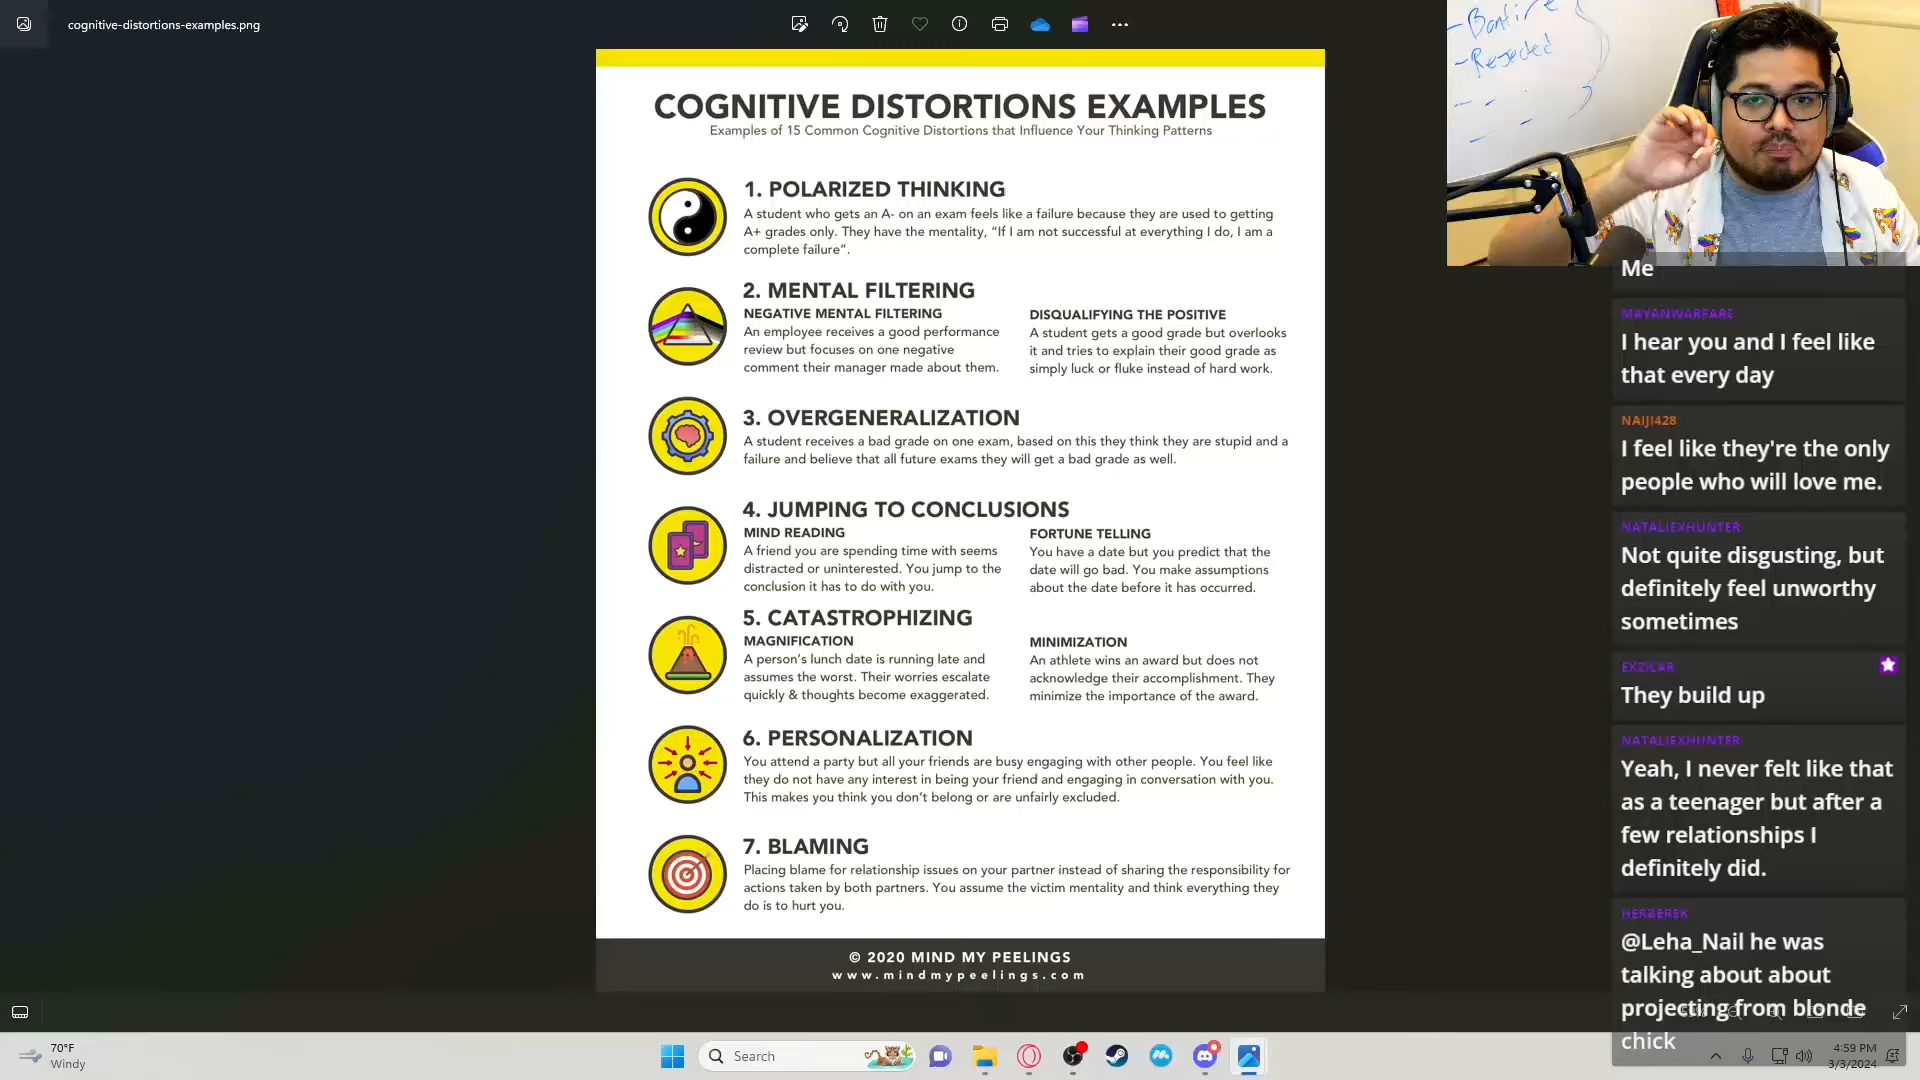 cognitive-distortions-examples.png
COGNITIVE DISTORTIONS EXAMPLES
Examples of 15 Common Cognitive Distortions that Influence Your Thinking Patterns
1. POLARIZED THINKING
A student who gets an A- on an exam feels like a failure because they are used to getting
A+ grades only. They have the mentality, “If I am not successful at everything I do, I am a
complete failure”.
2. MENTAL FILTERING
NEGATIVE MENTAL FILTERING
An employee receives a good performance
review but focuses on one negative
comment their manager made about them.
DISQUALIFYING THE POSITIVE
A student gets a good grade but overlooks
it and tries to explain their good grade as
simply luck or fluke instead of hard work.
3. OVERGENERALIZATION
A student receives a bad grade on one exam, based on this they think they are stupid and a
failure and believe that all future exams they will get a bad grade as well.
4. JUMPING TO CONCLUSIONS
MIND READING
A friend you are spending time with seems
distracted or uninterested. You jump to the
conclusion it has to do with you.
FORTUNE TELLING
You have a date but you predict that the
date will go bad. You make assumptions
about the date before it has occurred.
5. CATASTROPHIZING
MAGNIFICATION
A person’s lunch date is running late and
assumes the worst. Their worries escalate
quickly & thoughts become exaggerated.
MINIMIZATION
An athlete wins an award but does not
acknowledge their accomplishment. They
minimize the importance of the award.
6. PERSONALIZATION
You attend a party but all your friends are busy engaging with other people. You feel like
they do not have any interest in being your friend and engaging in conversation with you.
This makes you think you don’t belong or are unfairly excluded.
7. BLAMING
Placing blame for relationship issues on your partner instead of sharing the responsibility for
actions taken by both partners. You assume the victim mentality and think everything they
do is to hurt you.
© 2020 MIND MY PEELINGS
www.mindmypeelings.com
- Bonfire
- Rejected
Me
MAYANWARFARE
I hear you and I feel like
that every day
NAIJI428
I feel like they're the only
people who will love me.
NATALIEXHUNTER
Not quite disgusting, but
definitely feel unworthy
sometimes
EKZILAR
They build up
NATALIEXHUNTER
Yeah, I never felt like that
as a teenager but after a
few relationships I
definitely did.
HERBEREK
@Leha_Nail he was
talking about about
projecting from blonde
chick
70°F
Windy
Search
4:59 PM
3/3/2024